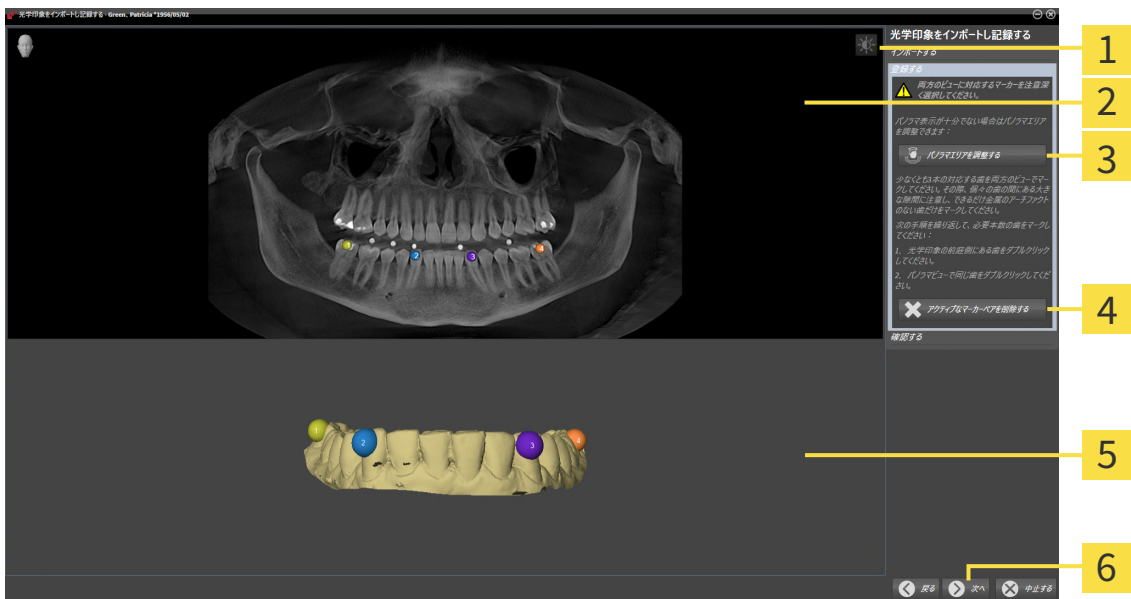 光学印象をインポートし記録する - Green, Patricia *1956/05/02
光学印象をインポートし記録する
インポートする
登録する
両方のビューに対応するマーカーを注意深
く選択してください。
パノラマ表示が十分でない場合はパノラマエリア
を調整できます：
パノラマエリアを調整する
少なくとも3本の対応する歯を両方のビューでマー
クしてください。その際、個々の歯の間にある大き
な隙間に注意し、できるだけ金属のアーチファクト
のない歯だけをマークしてください。
次の手順を繰り返して、必要本数の歯をマークし
てください：
1. 光学印象の前庭側にある歯をダブルクリック
してください。
2. パノラマビューで同じ歯をダブルクリックしてくだ
さい。
アクティブなマーカーペアを削除する
確認する
1
2
3
4
1
2
3
4
戻る
次へ
中止する
1
2
3
4
5
6